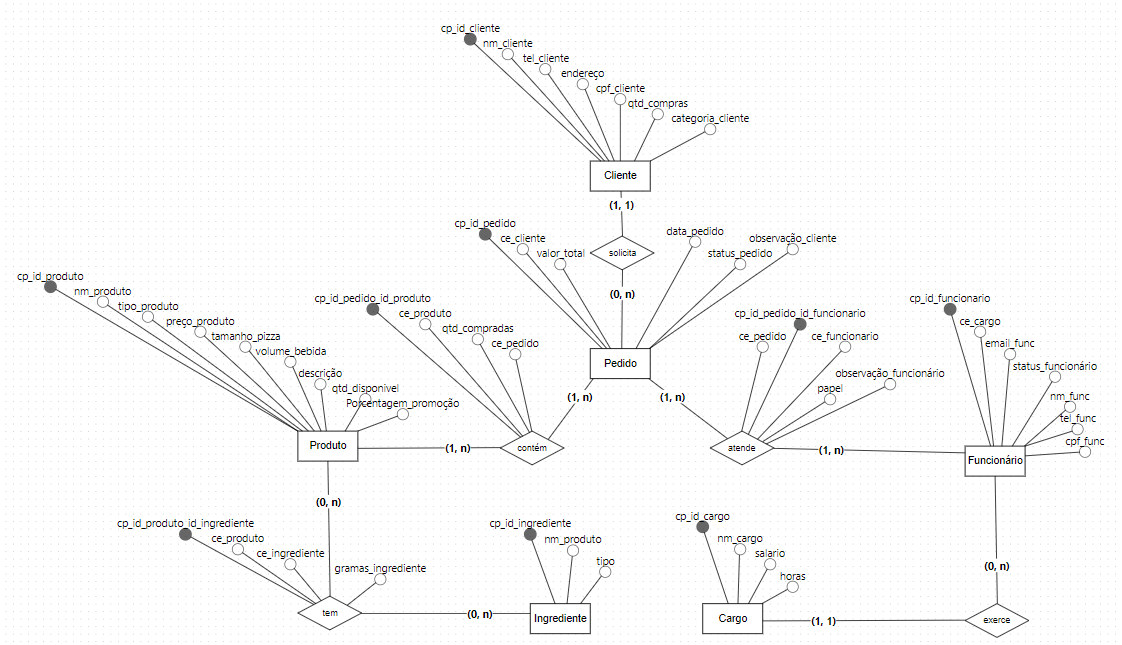 cp_id_cliente
nm_cliente
tel_cliente
endereço
cpf_cliente
qtd_compras
categoria_cliente
Cliente
(1, 1)
solicita
(0, n)
cp_id_pedido
ce_cliente
valor_total
data_pedido
status_pedido
observação_cliente
Pedido
cp_id_produto
nm_produto
tipo_produto
preço_produto
tamanho_pizza
volume_bebida
descrição
qtd_disponivel
Porcentagem_promoção
Produto
cp_id_pedido_id_produto
ce_produto
qtd_compradas
ce_pedido
(1, n)
(1, n)
contém
cp_id_pedido_id_funcionario
ce_pedido
ce_funcionario
observação_funcionário
papel
(1, n)
atende
(1, n)
cp_id_funcionario
ce_cargo
email_func
status_funcionário
nm_func
tel_func
cpf_func
Funcionário
(0, n)
cp_id_produto_id_ingrediente
ce_produto
ce_ingrediente
gramas_ingrediente
tem
(0, n)
cp_id_ingrediente
nm_produto
tipo
Ingrediente
cp_id_cargo
nm_cargo
salario
horas
Cargo
(1, 1)
(0, n)
exerce